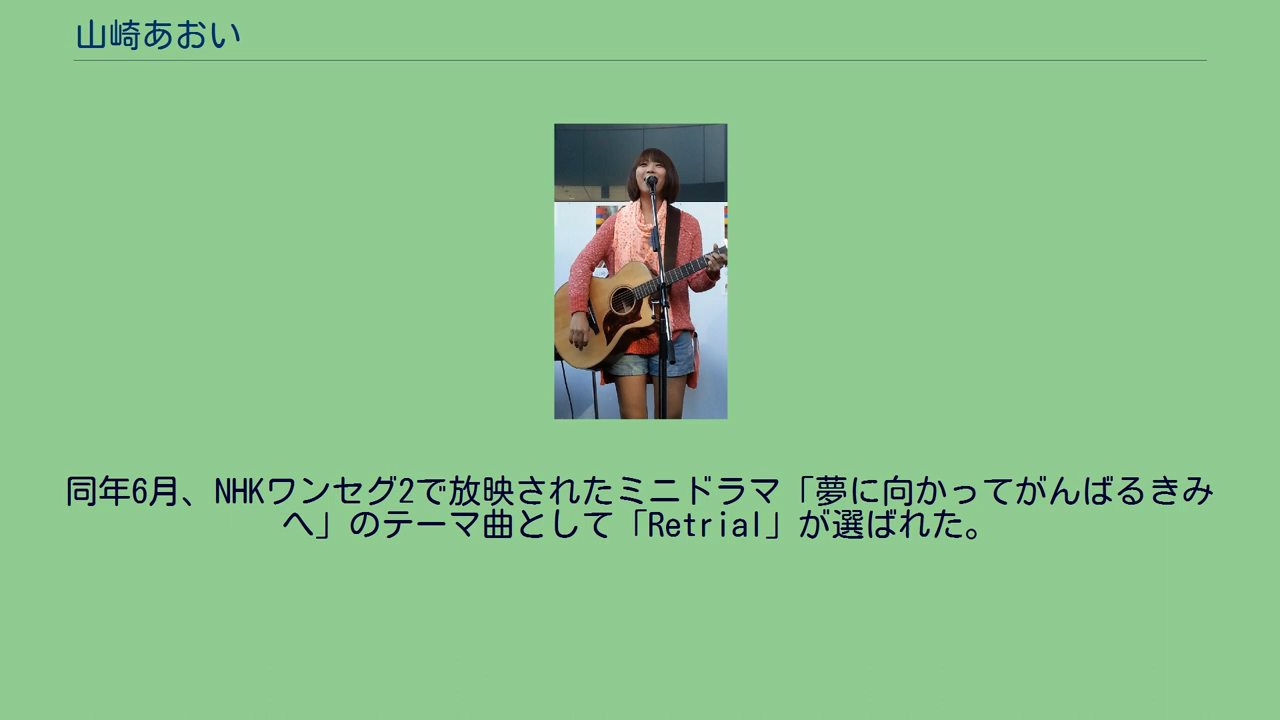 山崎あおい
同年6月、NHKワンセグ2で放映されたミニドラマ「夢に向かってがんばるきみ
へ」のテーマ曲として「Retrial」が選ばれた。